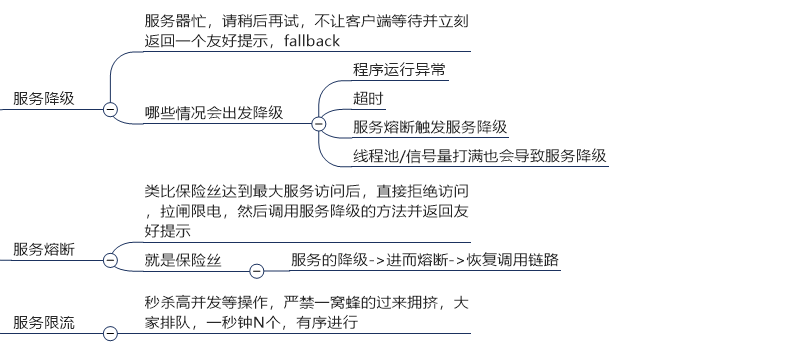 服务器忙，请稍后再试，不让客户端等待并立刻
返回一个友好提示，fallback
服务降级
哪些情况会出发降级
程序运行异常
超时
服务熔断触发服务降级
线程池/信号量打满也会导致服务降级
类比保险丝达到最大服务访问后，直接拒绝访问
，拉闸限电，然后调用服务降级的方法并返回友
好提示
服务熔断
就是保险丝
服务的降级->进而熔断->恢复调用链路
秒杀高并发等操作，严禁一窝蜂的过来拥挤，大
家排队，一秒钟N个，有序进行
服务限流